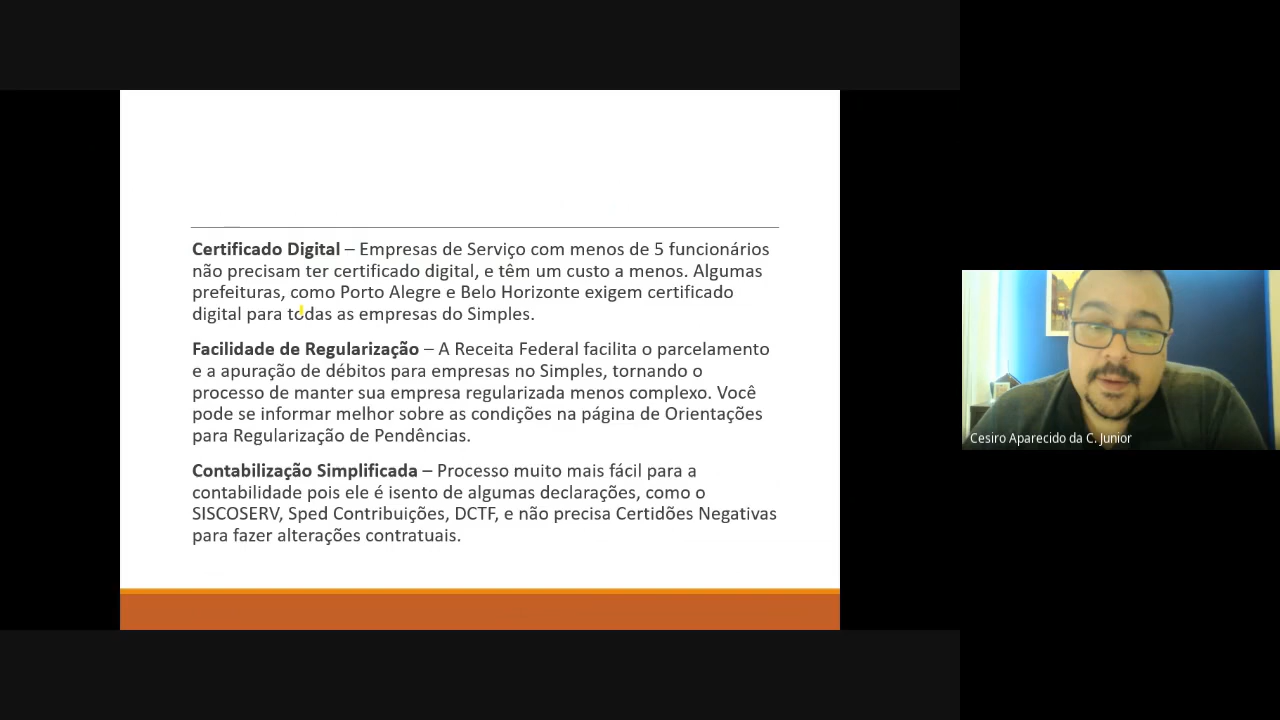 Certificado Digital – Empresas de Serviço com menos de 5 funcionários
não precisam ter certificado digital, e têm um custo a menos. Algumas
prefeituras, como Porto Alegre e Belo Horizonte exigem certificado
digital para todas as empresas do Simples.
Facilidade de Regularização – A Receita Federal facilita o parcelamento
e a apuração de débitos para empresas no Simples, tornando o
processo de manter sua empresa regularizada menos complexo. Você
pode se informar melhor sobre as condições na página de Orientações
para Regularização de Pendências.
Contabilização Simplificada – Processo muito mais fácil para a
contabilidade pois ele é isento de algumas declarações, como o
SISCOSERV, Sped Contribuições, DCTF, e não precisa Certidões Negativas
para fazer alterações contratuais.
Cesiro Aparecido da C. Junior